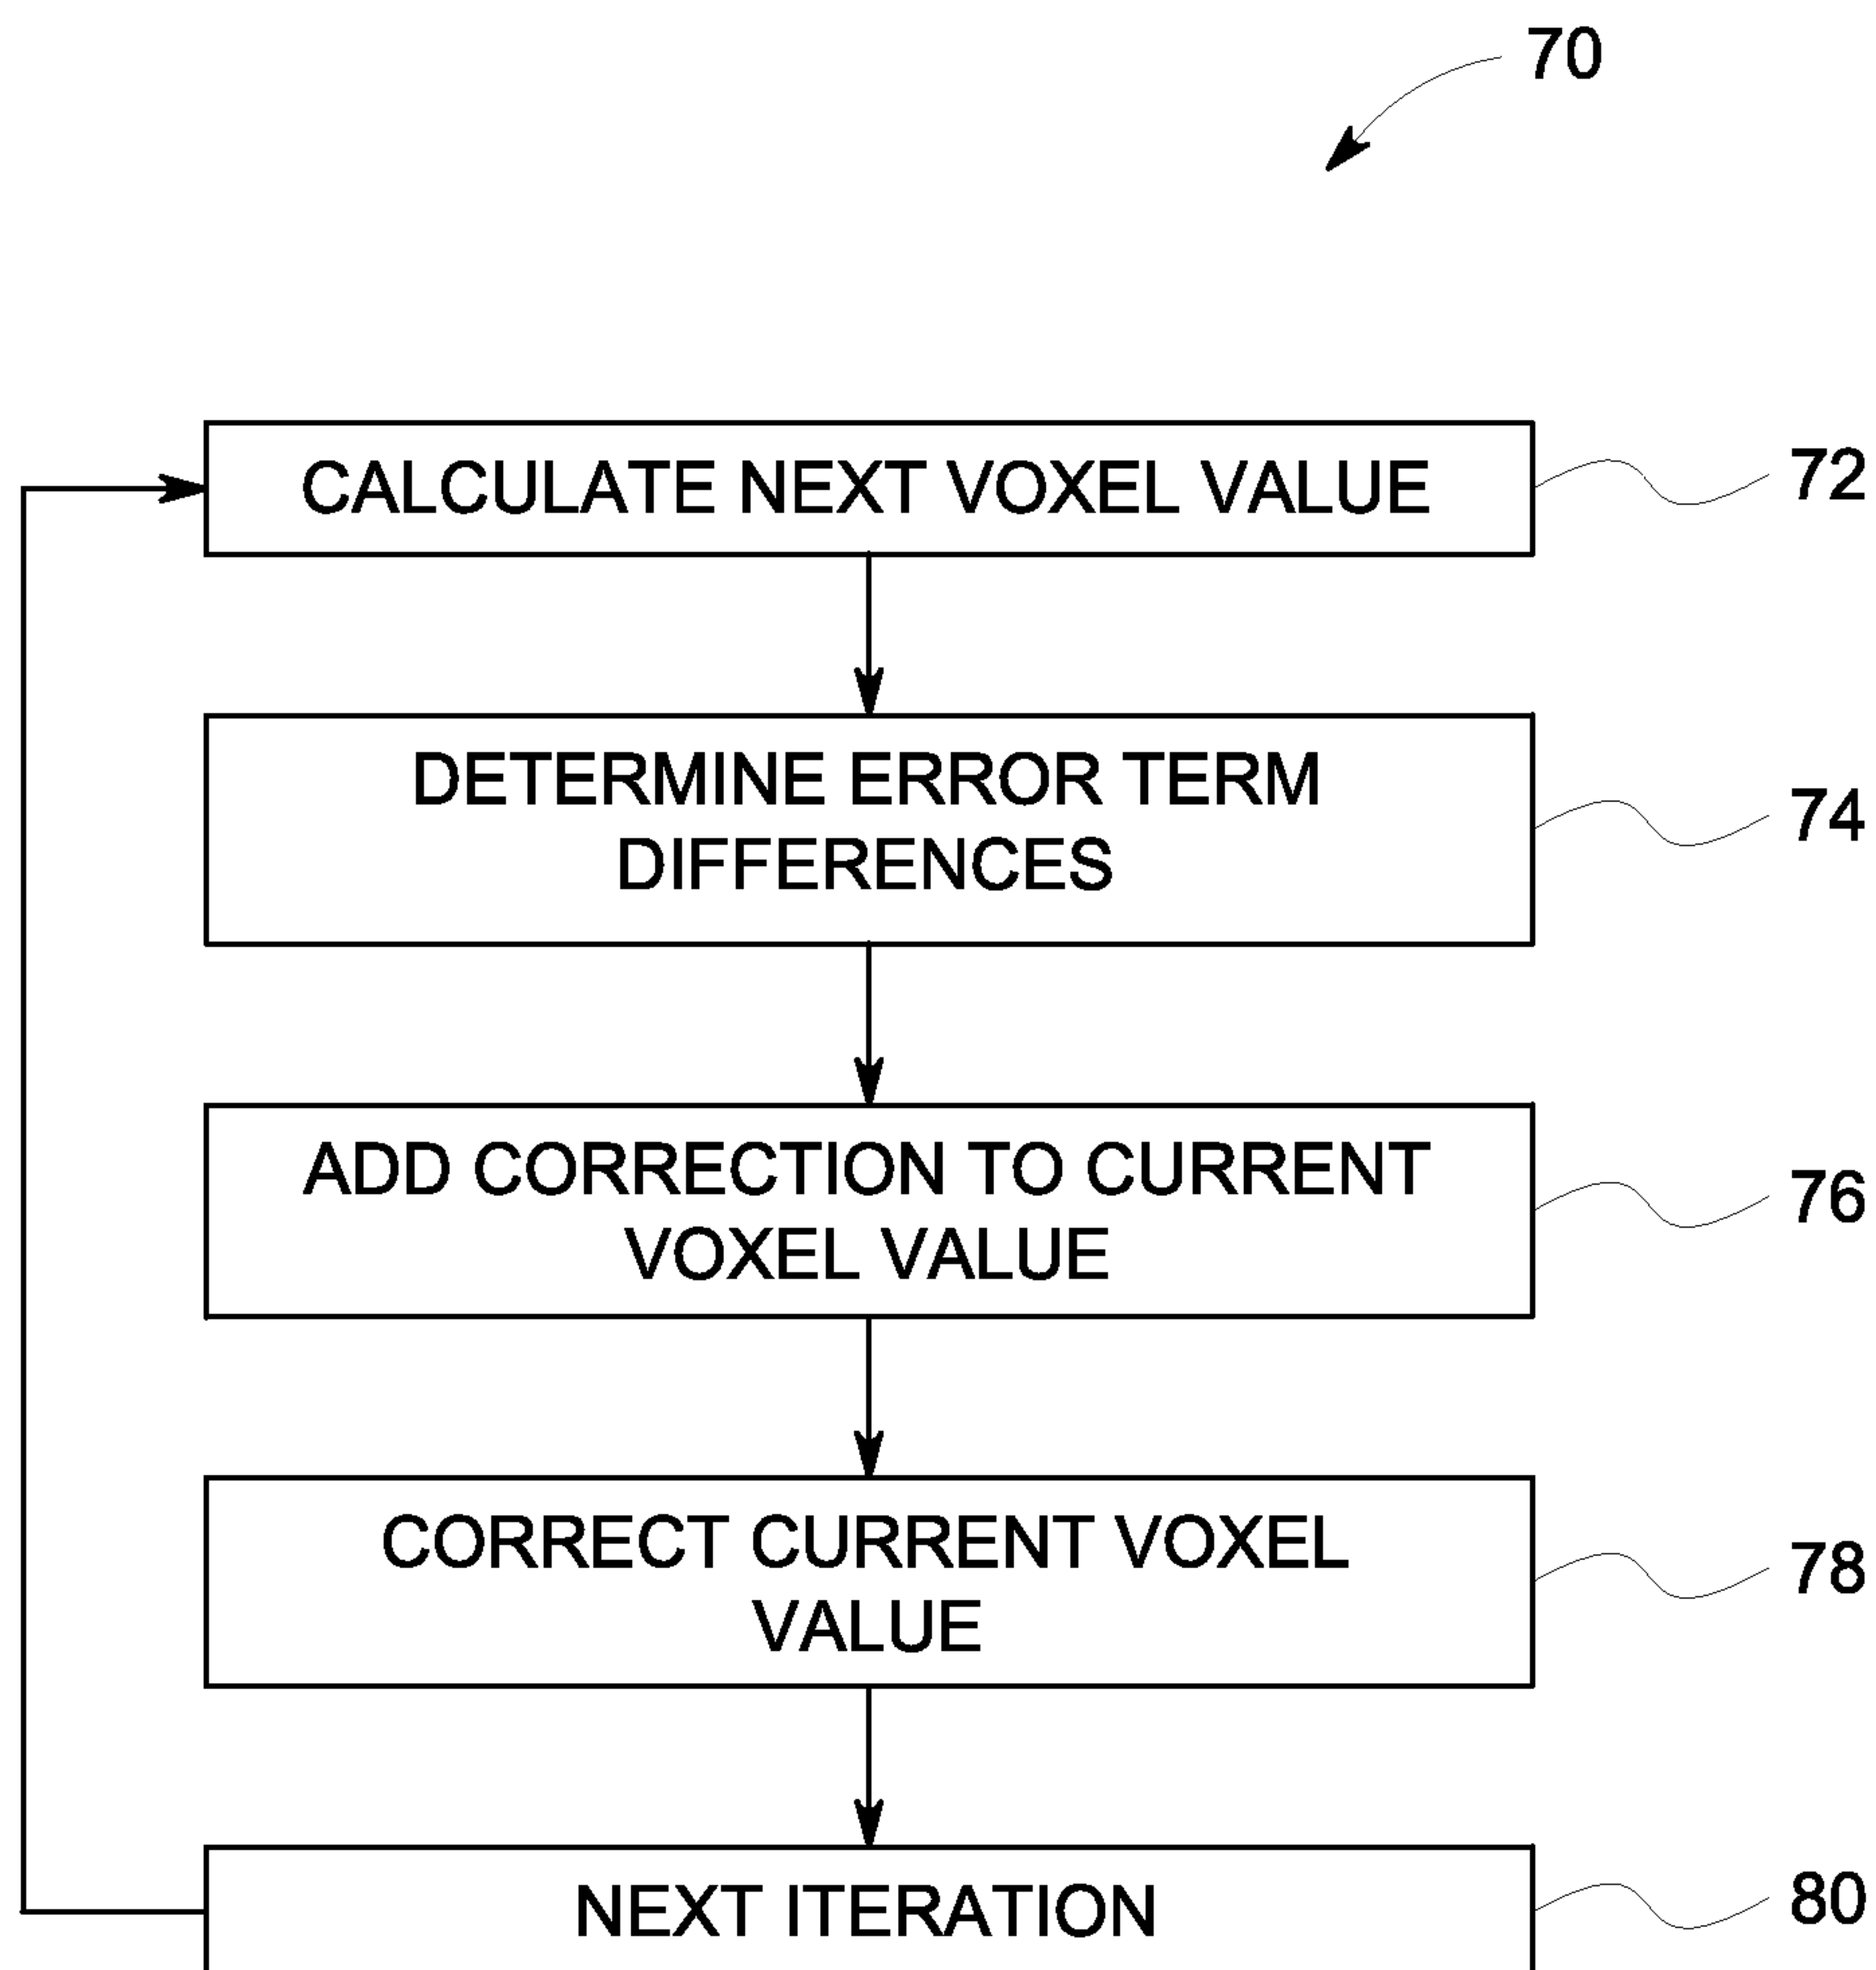 70
CALCULATE NEXT VOXEL VALUE
72
DETERMINE ERROR TERM
DIFFERENCES
74
ADD CORRECTION TO CURRENT
VOXEL VALUE
76
CORRECT CURRENT VOXEL
VALUE
78
NEXT ITERATION
80